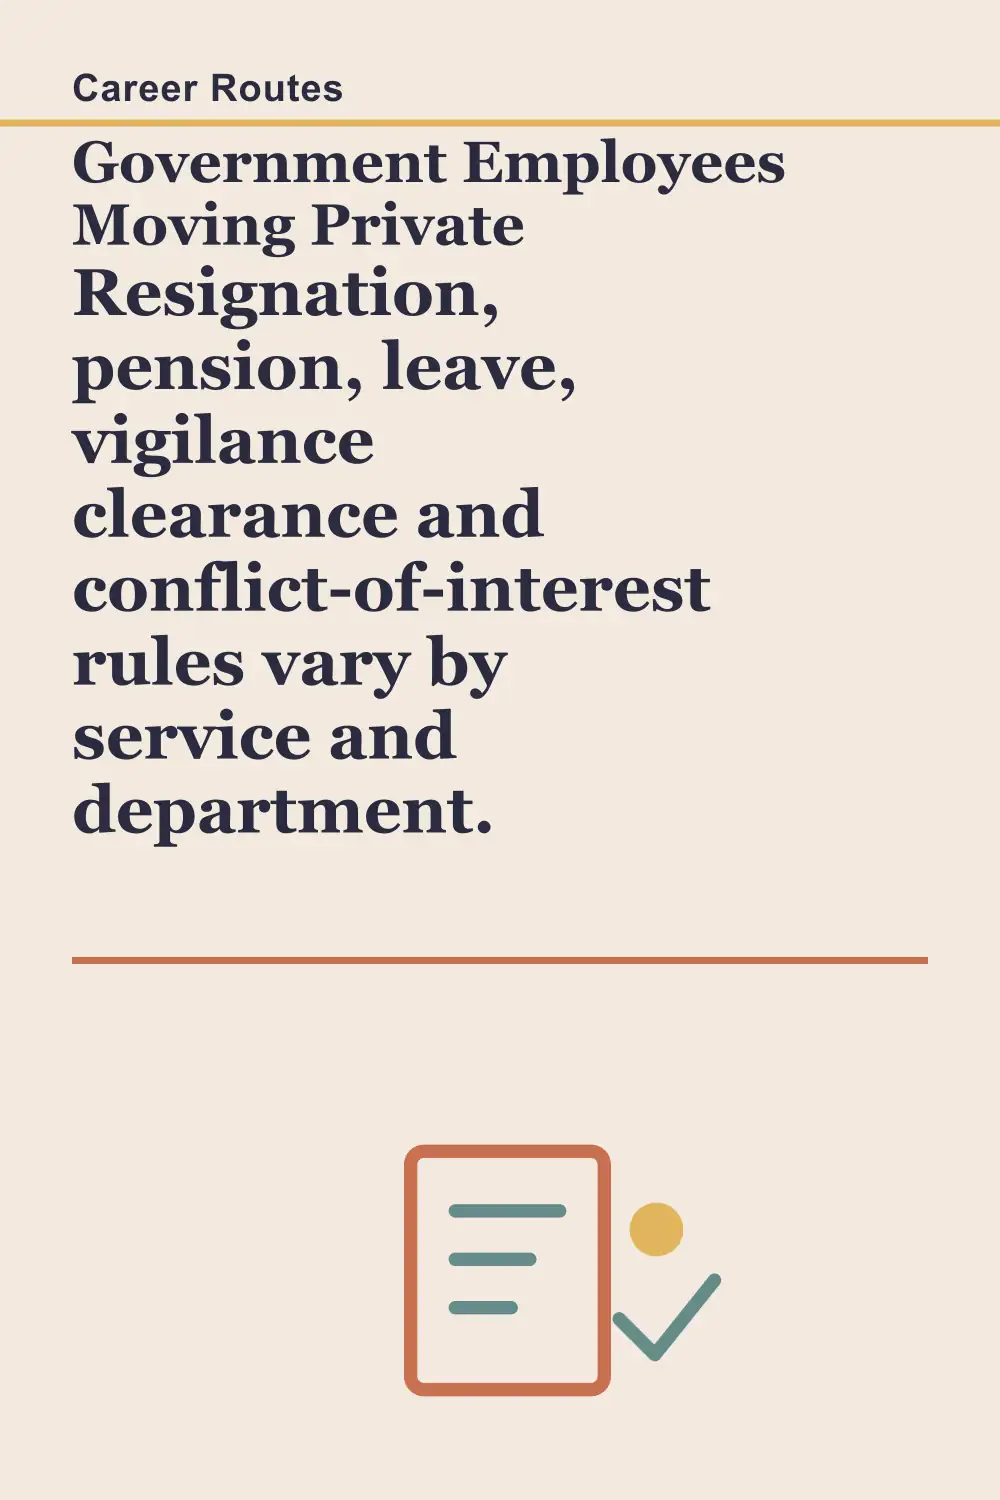 Career Routes
Government Employees
Moving Private
Resignation,
pension, leave,
vigilance
clearance and
conflict-of-interest
rules vary by
service and
department.